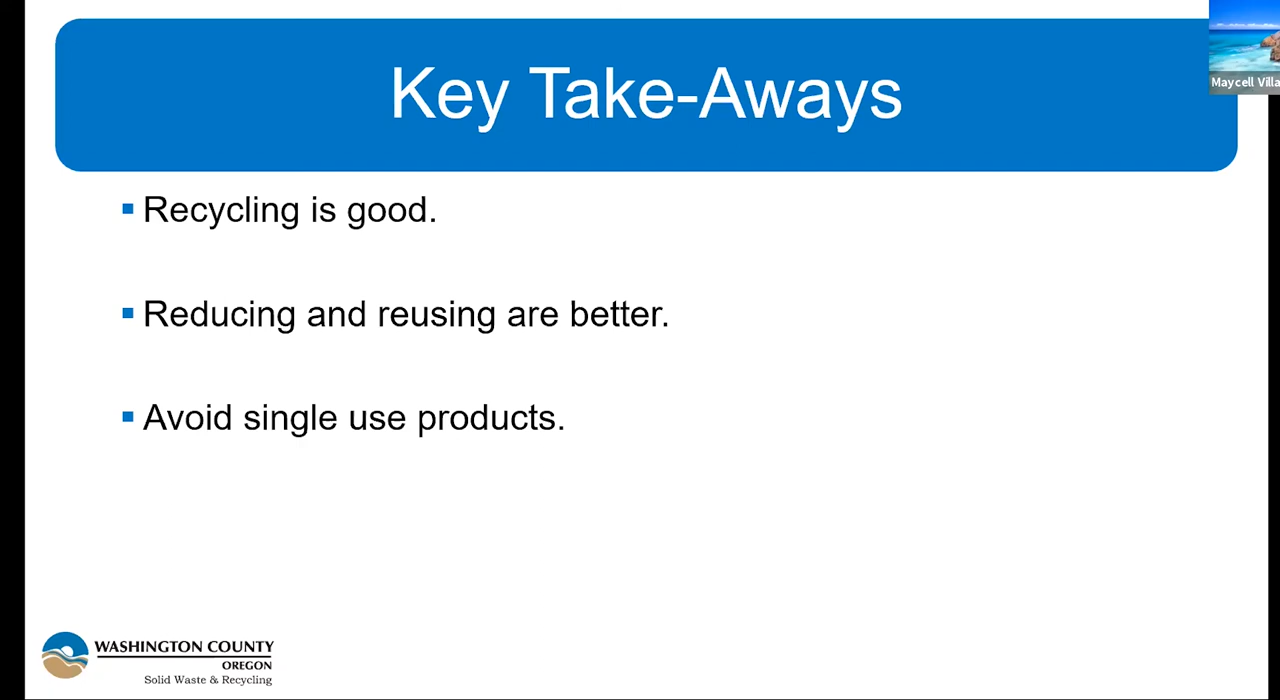 Key Take-Aways
Maycell Villa
Recycling is good.
Reducing and reusing are better.
Avoid single use products.
WASHINGTON COUNTY
OREGON
Solid Waste & Recycling